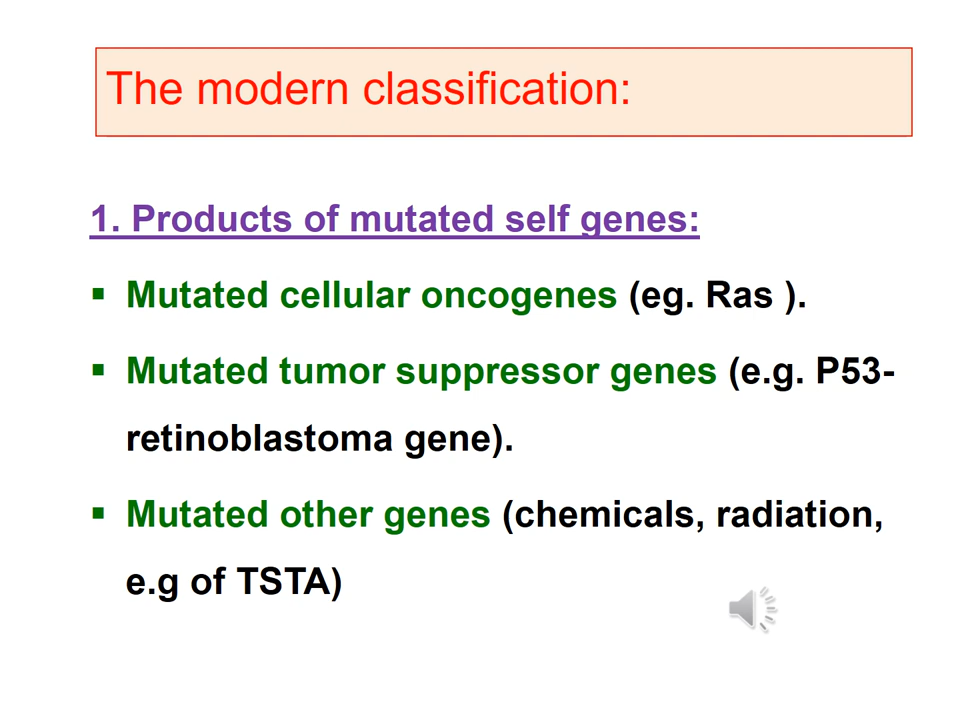 The modern classification:
1. Products of mutated self genes:
▪ Mutated cellular oncogenes (eg. Ras ).
▪ Mutated tumor suppressor genes (e.g. P53-
retinoblastoma gene).
▪ Mutated other genes (chemicals, radiation,
e.g of TSTA)